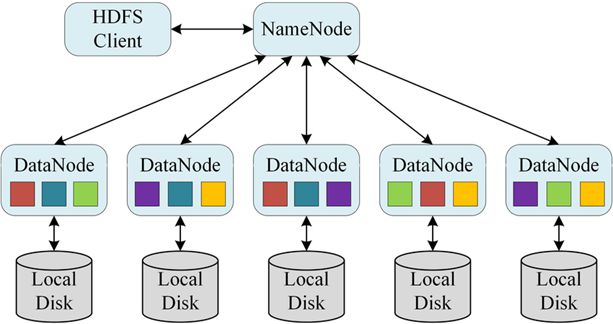 HDFS
Client
NameNode
DataNode
DataNode
DataNode
DataNode
DataNode
Local
Disk
Local
Disk
Local
Disk
Local
Disk
Local
Disk